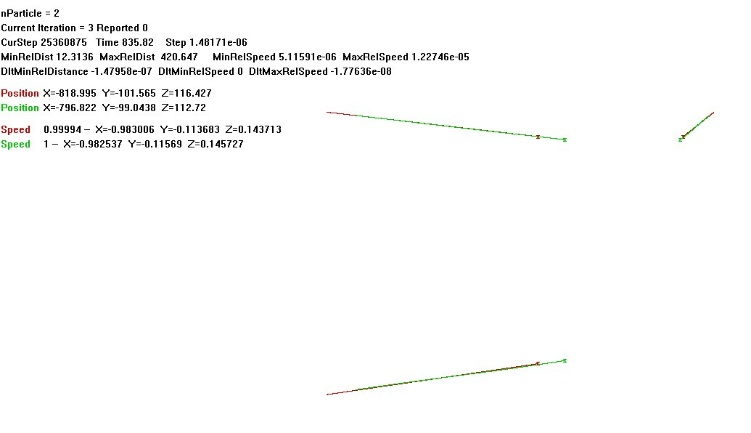 nParticle = 2
Current Iteration = 3 Reported 0
CurStep 25360875 Time 835.82 Step 1.48171e-06
MinRelDist 12.3136 MaxRelDist 420.647 MinRelSpeed 5.11591e-06 MaxRelSpeed 1.22746e-05
DltMinRelDistance -1.47958e-07 DltMinRelSpeed 0 DltMaxRelSpeed -1.77636e-08
Position X=-818.995 Y=-101.565 Z=116.427
Position X=-796.822 Y=-99.0438 Z=112.72
Speed 0.99994 – X=-0.983006 Y=-0.113683 Z=0.143713
Speed 1 – X=-0.982537 Y=-0.11569 Z=0.145727